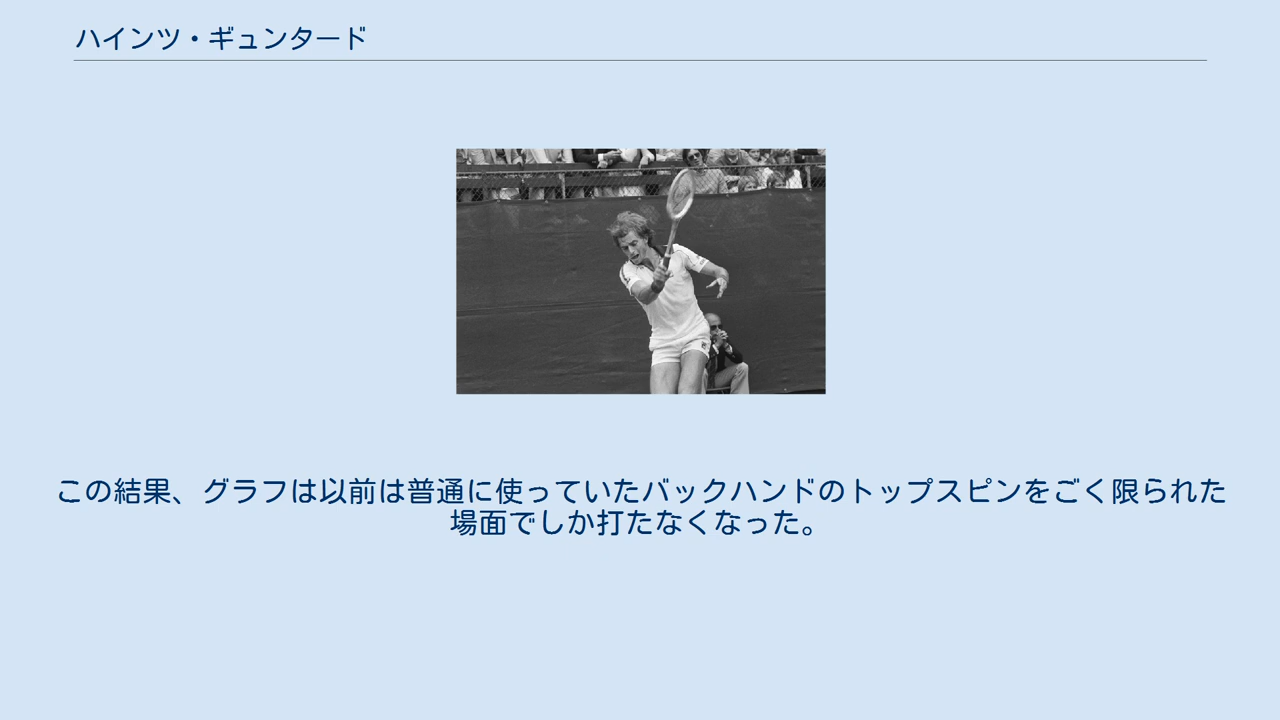 ハインツ・ギュンタード
この結果、グラフは以前は普通に使っていたバックハンドのトップスピンをごく限られた
場面でしか打たなくなった。